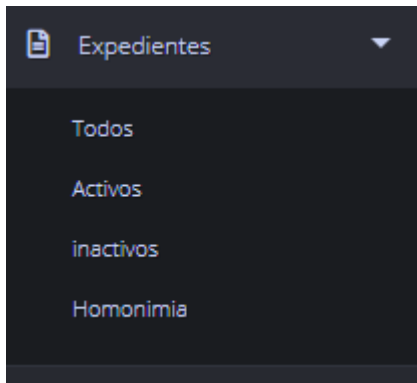 Expedientes
Todos
Activos
inactivos
Homonimia